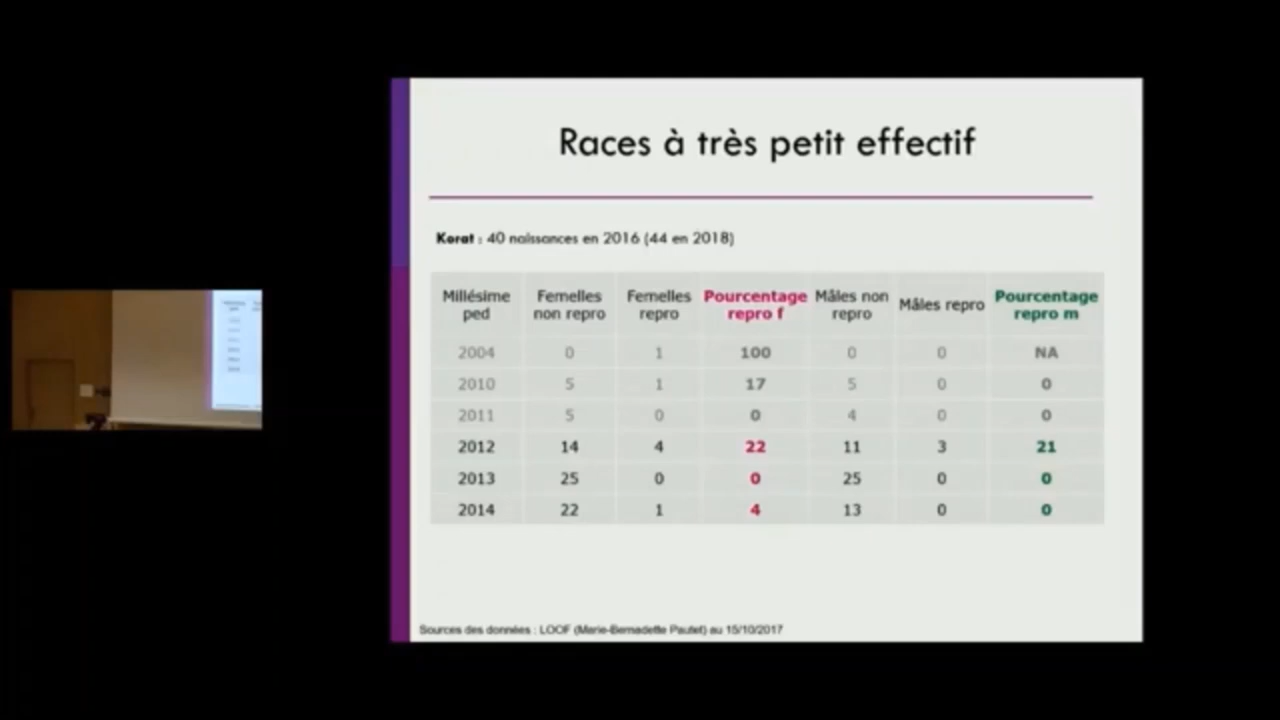 Races à très petit effectif
Korat : 40 naissances en 2016 (44 en 2018)
Millésime ped Femelles non repro Femelles repro Pourcentage repro f Mâles non repro Mâles repro Pourcentage repro m
2004 0 1 100 0 0 NA
2010 5 1 17 5 0 0
2011 5 0 0 4 0 0
2012 14 4 22 11 3 21
2013 25 0 0 25 0 0
2014 22 1 4 13 0 0
Sources des données : LOOF (Marie-Bernadette Pautet) au 15/10/2017